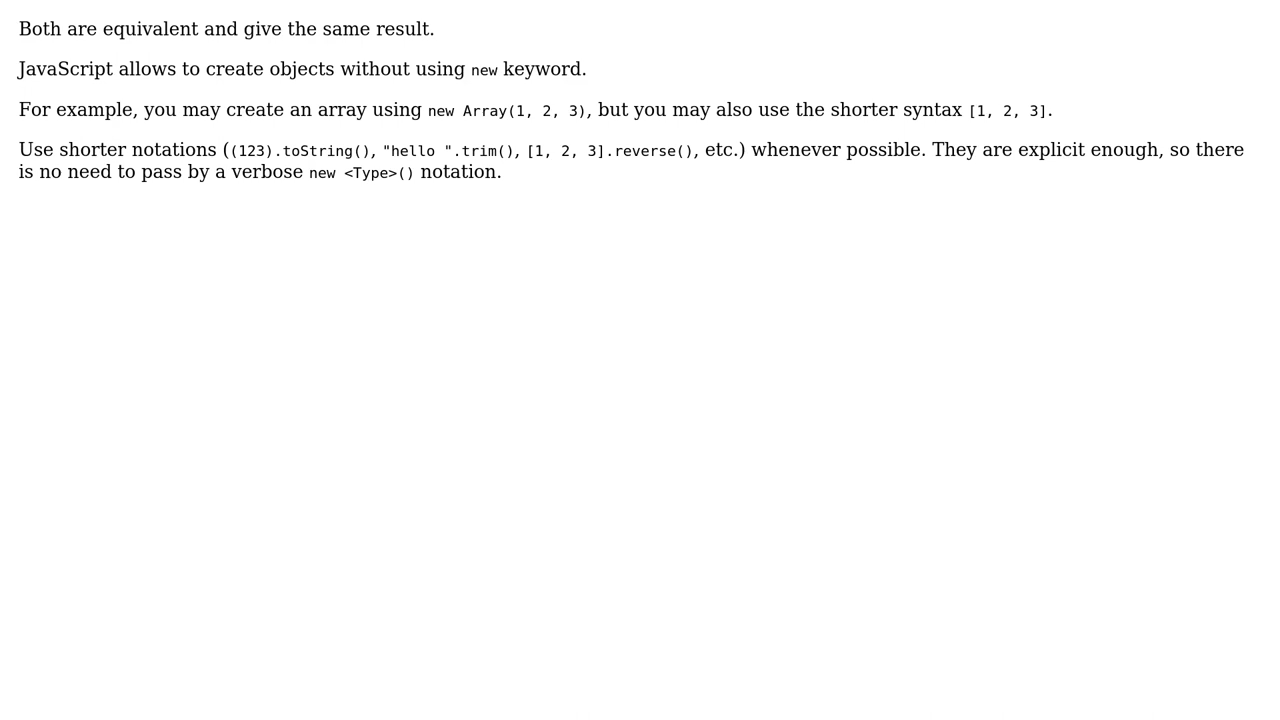 Both are equivalent and give the same result.
JavaScript allows to create objects without using new keyword.
For example, you may create an array using new Array(1, 2, 3), but you may also use the shorter syntax [1, 2, 3].
Use shorter notations ((123).toString(), "hello ".trim(), [1, 2, 3].reverse(), etc.) whenever possible. They are explicit enough, so there
is no need to pass by a verbose new <Type>() notation.